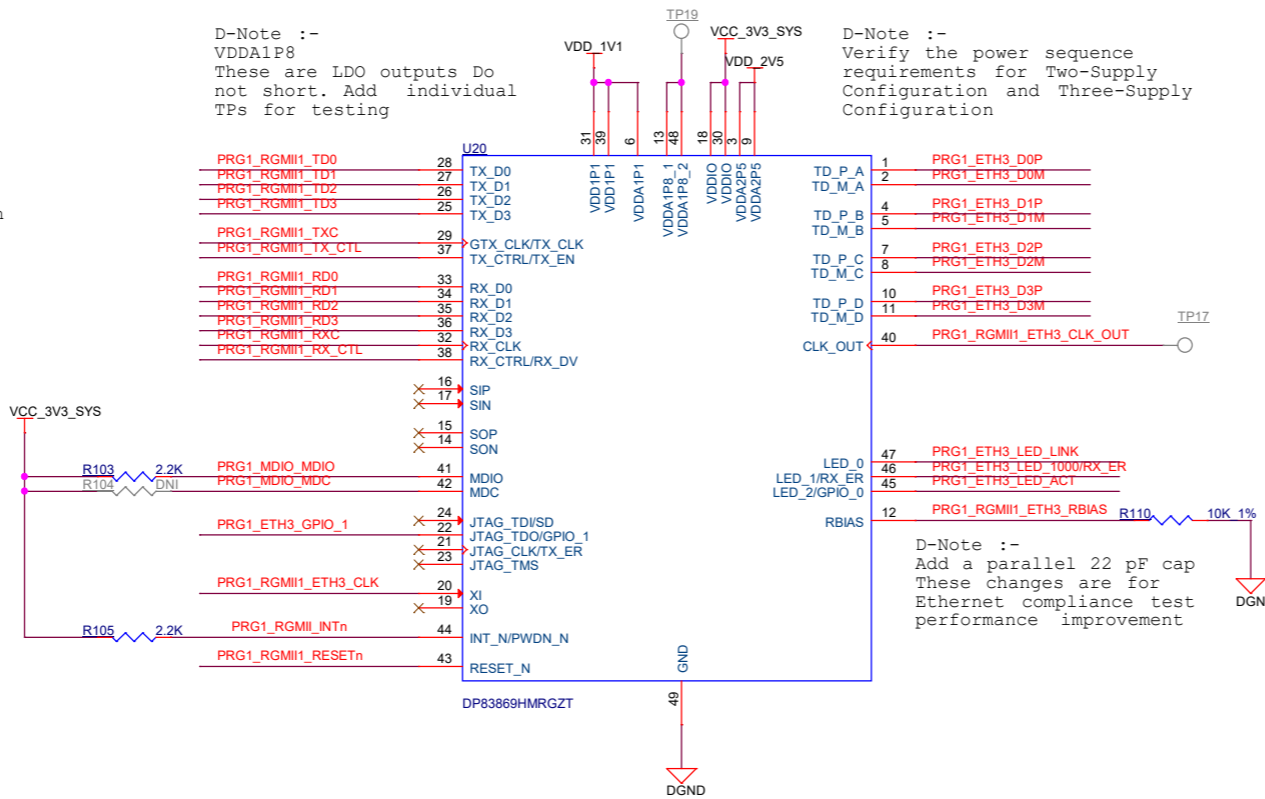 D-Note :-
VDDA1P8
These are LDO outputs Do
not short. Add individual
TPs for testing
TP19
VDD_1V1
VCC_3V3_SYS
VDD_2V5
D-Note :-
Verify the power sequence
requirements for Two-Supply
Configuration and Three-Supply
Configuration
n
U20
31
39
6
13
48
18
30
3
9
VDD1P1
VDD1P1
VDDA1P1
VDDA1P8_1
VDDA1P8_2
VDDIO
VDDIO
VDDA2P5
VDDA2P5
PRG1_RGMII1_TD0 28 TX_D0
PRG1_RGMII1_TD1 27 TX_D1
PRG1_RGMII1_TD2 26 TX_D2
PRG1_RGMII1_TD3 25 TX_D3
PRG1_RGMII1_TXC 29 GTX_CLK/TX_CLK
PRG1_RGMII1_TX_CTL 37 TX_CTRL/TX_EN
PRG1_RGMII1_RD0 33 RX_D0
PRG1_RGMII1_RD1 34 RX_D1
PRG1_RGMII1_RD2 35 RX_D2
PRG1_RGMII1_RD3 36 RX_D3
PRG1_RGMII1_RXC 32 RX_CLK
PRG1_RGMII1_RX_CTL 38 RX_CTRL/RX_DV
16 SIP
17 SIN
15 SOP
14 SON
VCC_3V3_SYS
R103 2.2K PRG1_MDIO_MDIO 41 MDIO
R104 DNI PRG1_MDIO_MDC 42 MDC
24 JTAG_TDI/SD
PRG1_ETH3_GPIO_1 22 JTAG_TDO/GPIO_1
21 JTAG_CLK/TX_ER
23 JTAG_TMS
PRG1_RGMII1_ETH3_CLK 20 XI
19 XO
R105 2.2K PRG1_RGMII_INTn 44 INT_N/PWDN_N
PRG1_RGMII1_RESETn 43 RESET_N
TD_P_A 1 PRG1_ETH3_D0P
TD_M_A 2 PRG1_ETH3_D0M
TD_P_B 4 PRG1_ETH3_D1P
TD_M_B 5 PRG1_ETH3_D1M
TD_P_C 7 PRG1_ETH3_D2P
TD_M_C 8 PRG1_ETH3_D2M
TD_P_D 10 PRG1_ETH3_D3P
TD_M_D 11 PRG1_ETH3_D3M
TP17
CLK_OUT 40 PRG1_RGMII1_ETH3_CLK_OUT
LED_0 47 PRG1_ETH3_LED_LINK
LED_1/RX_ER 46 PRG1_ETH3_LED_1000/RX_ER
LED_2/GPIO_0 45 PRG1_ETH3_LED_ACT
RBIAS 12 PRG1_RGMII1_ETH3_RBIAS R110 10K_1%
D-Note :-
Add a parallel 22 pF cap
These changes are for
Ethernet compliance test
performance improvement
DGN
GND
49
DP83869HMRGZT
DGND